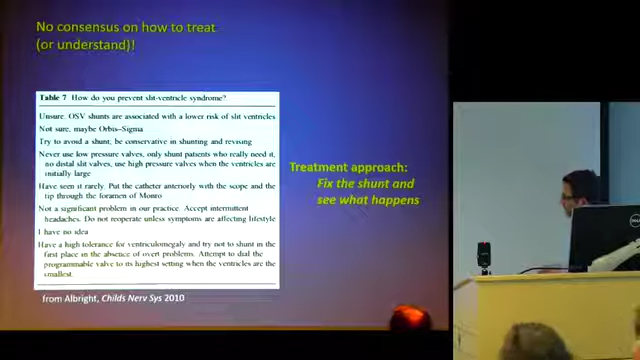 No consensus on how to treat
(or understand)!
Table 7 How do you prevent slit-ventricle syndrome?
Unsure. OSV shunts are associated with a lower risk of slit ventricles
Not sure, maybe Orbis–Sigma
Try to avoid a shunt; be conservative in shunting and revising
Never use low pressure valves, only shunt patients who really need it,
no distal slit valves, use high pressure valves when the ventricles are
initially large
Have seen it rarely. Put the catheter anteriorly with the scope and the
tip through the foramen of Monro
Not a significant problem in our practice. Accept intermittent
headaches. Do not reoperate unless symptoms are affecting lifestyle
I have no idea
Have a high tolerance for ventriculomegaly and try not to shunt in the
first place in the absence of overt problems. Attempt to dial the
programmable valve to its highest setting when the ventricles are the
smallest.
Treatment approach:
Fix the shunt and
see what happens
from Albright, Childs Nerv Sys 2010
DELL